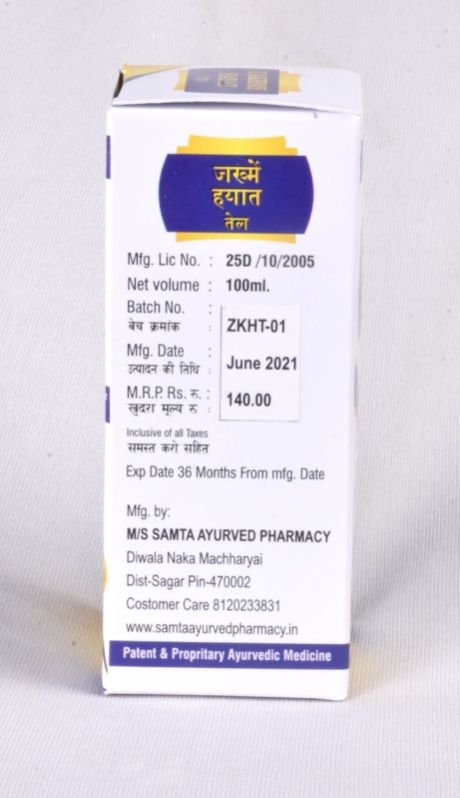 जख्में
हयात
तेल
Mfg. Lic No. : 25D /10/2005
Net volume : 100ml.
Batch No. :
बेच क्रमांक : ZKHT-01
Mfg. Date :
उत्पादन की तिथि : June 2021
M.R.P. Rs. रु. :
खुदरा मूल्य रु : 140.00
Inclusive of all Taxes
समस्त करो सहित
Exp Date 36 Months From mfg. Date
Mfg. by:
M/S SAMTA AYURVED PHARMACY
Diwala Naka Machharyai
Dist-Sagar Pin-470002
Costomer Care 8120233831
www.samtaayurvedpharmacy.in
Patent & Propritary Ayurvedic Medicine